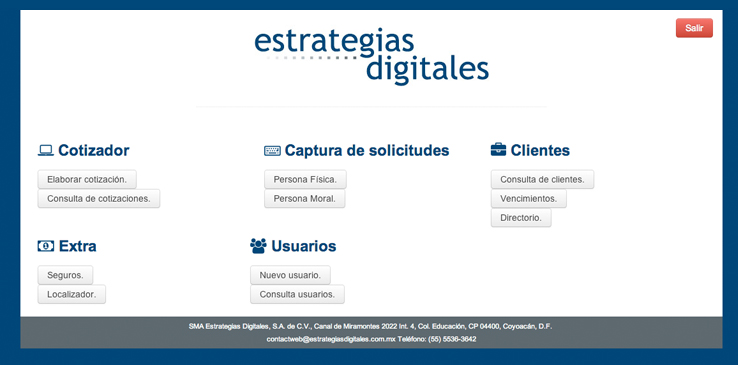 estrategias
digitales
Salir
Cotizador
Elaborar cotización.
Consulta de cotizaciones.
Captura de solicitudes
Persona Física.
Persona Moral.
Clientes
Consulta de clientes.
Vencimientos.
Directorio.
Extra
Seguros.
Localizador.
Usuarios
Nuevo usuario.
Consulta usuarios.
SMA Estrategias Digitales, S.A. de C.V., Canal de Miramontes 2022 Int. 4, Col. Educación, CP 04400, Coyoacán, D.F.
contactweb@estrategiasdigitales.com.mx Teléfono: (55) 5536-3642